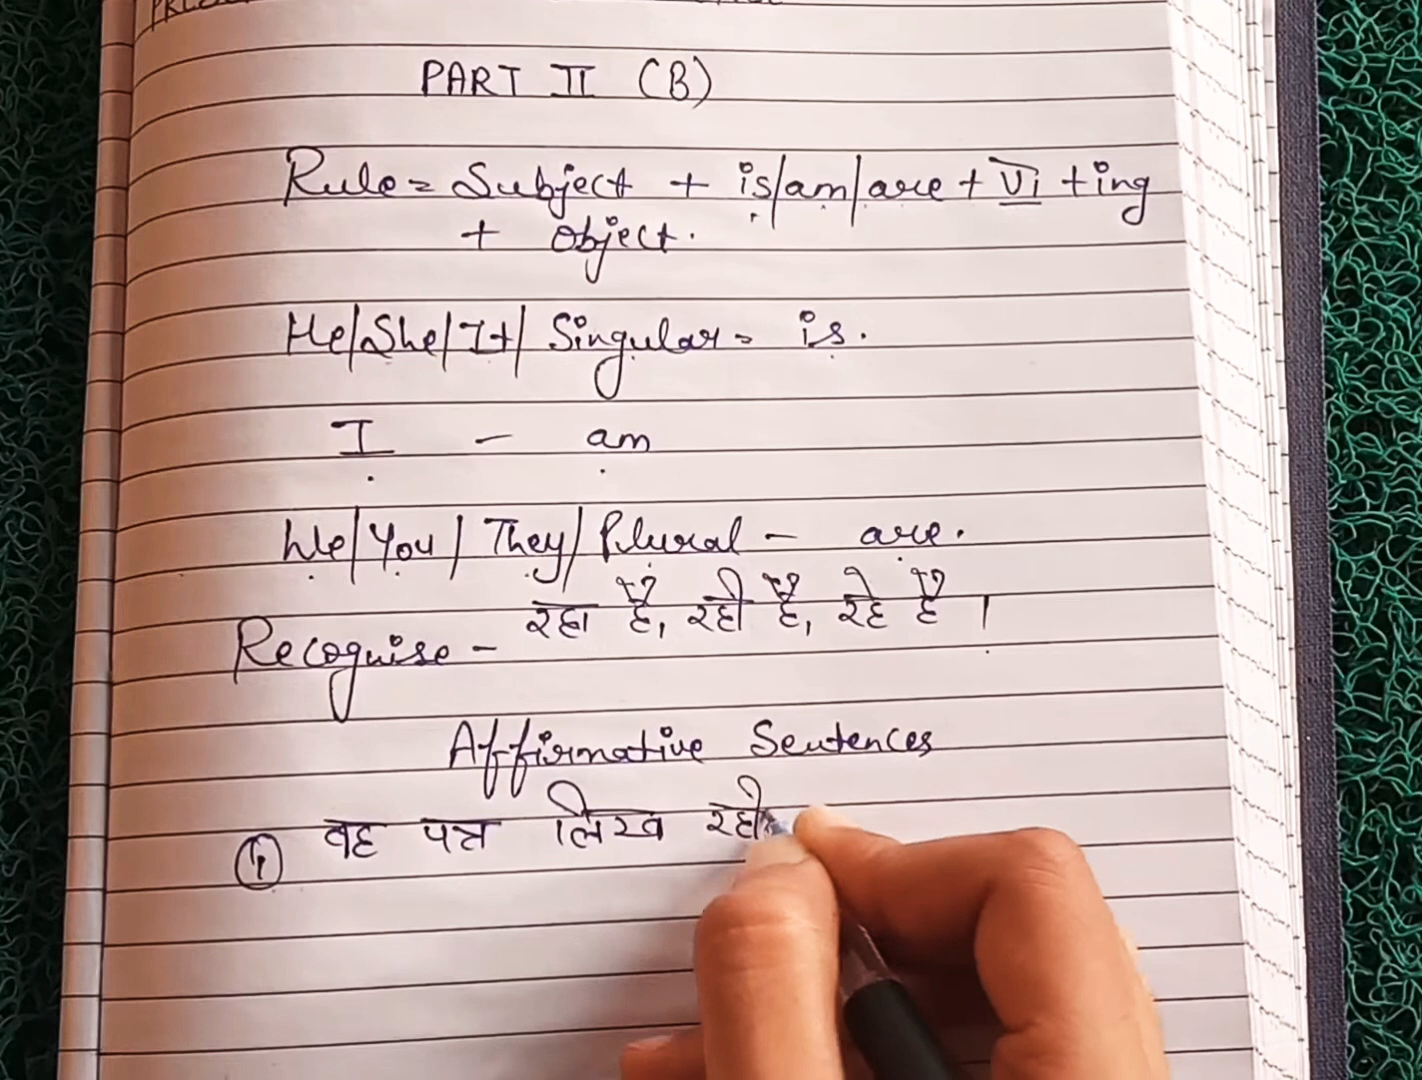 PART II (B)
Rule = Subject + is/am/are + V1 + ing
+ object.
He/She/It/ Singular = is.
I - am
We/You/They/Plural - are.
Recognise - रहा है, रही है, रहे है ।
Affirmative Sentences
① वह पत्र लिख रही